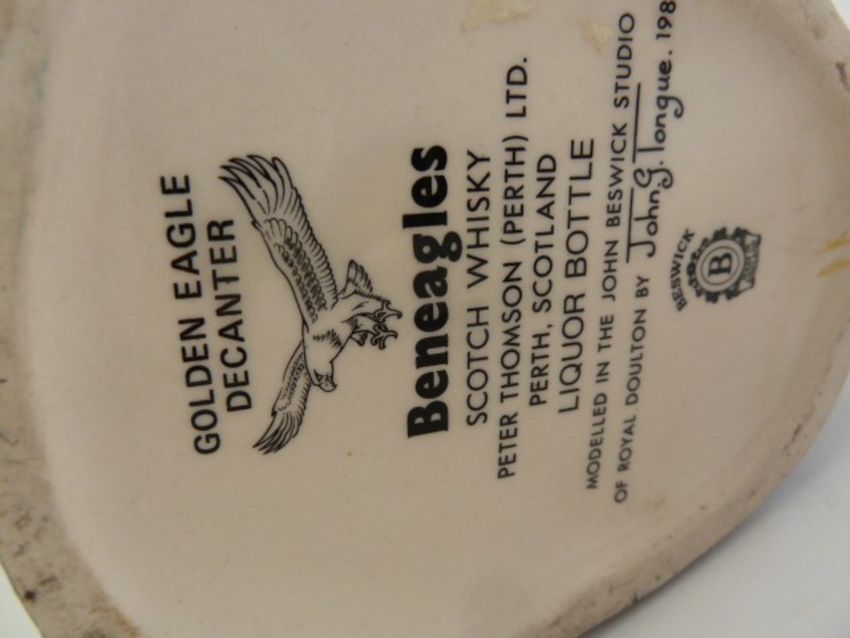 GOLDEN EAGLE
DECANTER
Beneagles
SCOTCH WHISKY
PETER THOMSON (PERTH) LTD.
PERTH, SCOTLAND
LIQUOR BOTTLE
MODELLED IN THE JOHN BESWICK STUDIO
OF ROYAL DOULTON BY John G. Tongue. 198
BESWICK
B